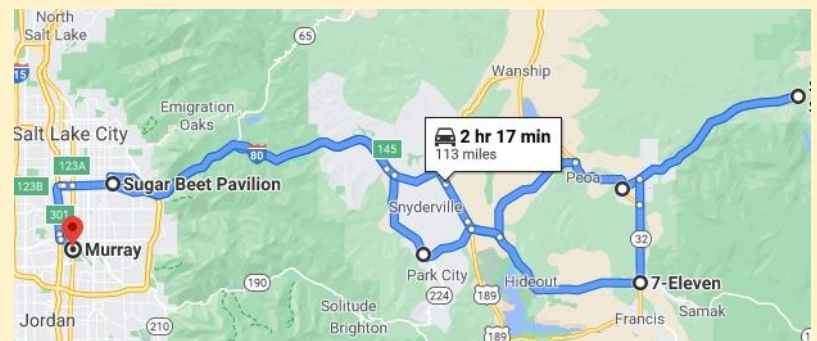 North
Salt Lake
65
Wanship
15
Emigration
Oaks
Salt Lake City
2 hr 17 min
113 miles
145
80
123A
Peoa
123B
Sugar Beet Pavilion
301
Snyderville
Murray
32
Park City
Hideout
7-Eleven
190
224
189
Samak
Solitude
Francis
Jordan
210
Brighton
189